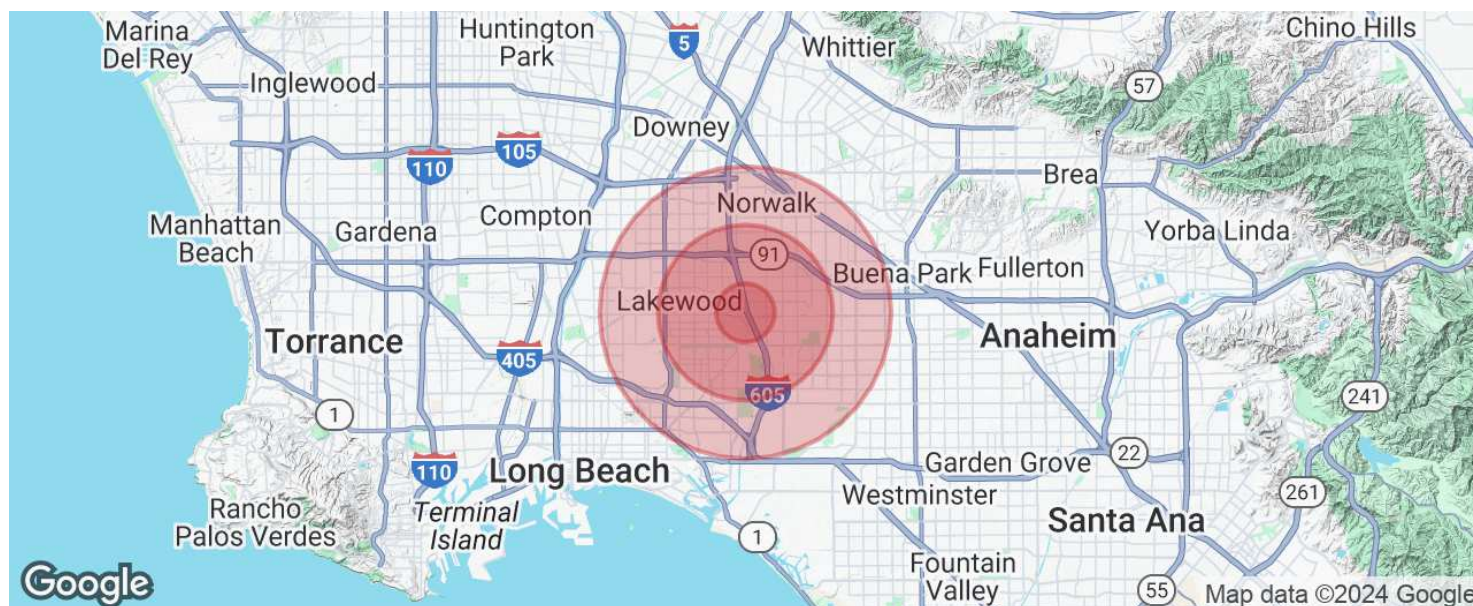 Marina
Del Rey
Huntington
Park
5
Whittier
Chino Hills
57
Inglewood
Downey
105
110
Brea
Norwalk
Compton
Manhattan
Beach
Gardena
Yorba Linda
91
Buena Park
Fullerton
Lakewood
Torrance
Anaheim
405
605
241
1
22
110
Long Beach
Garden Grove
261
Westminster
Rancho
Palos Verdes
Terminal
Island
Santa Ana
1
Fountain
Valley
55
Google
Map data ©2024 Google